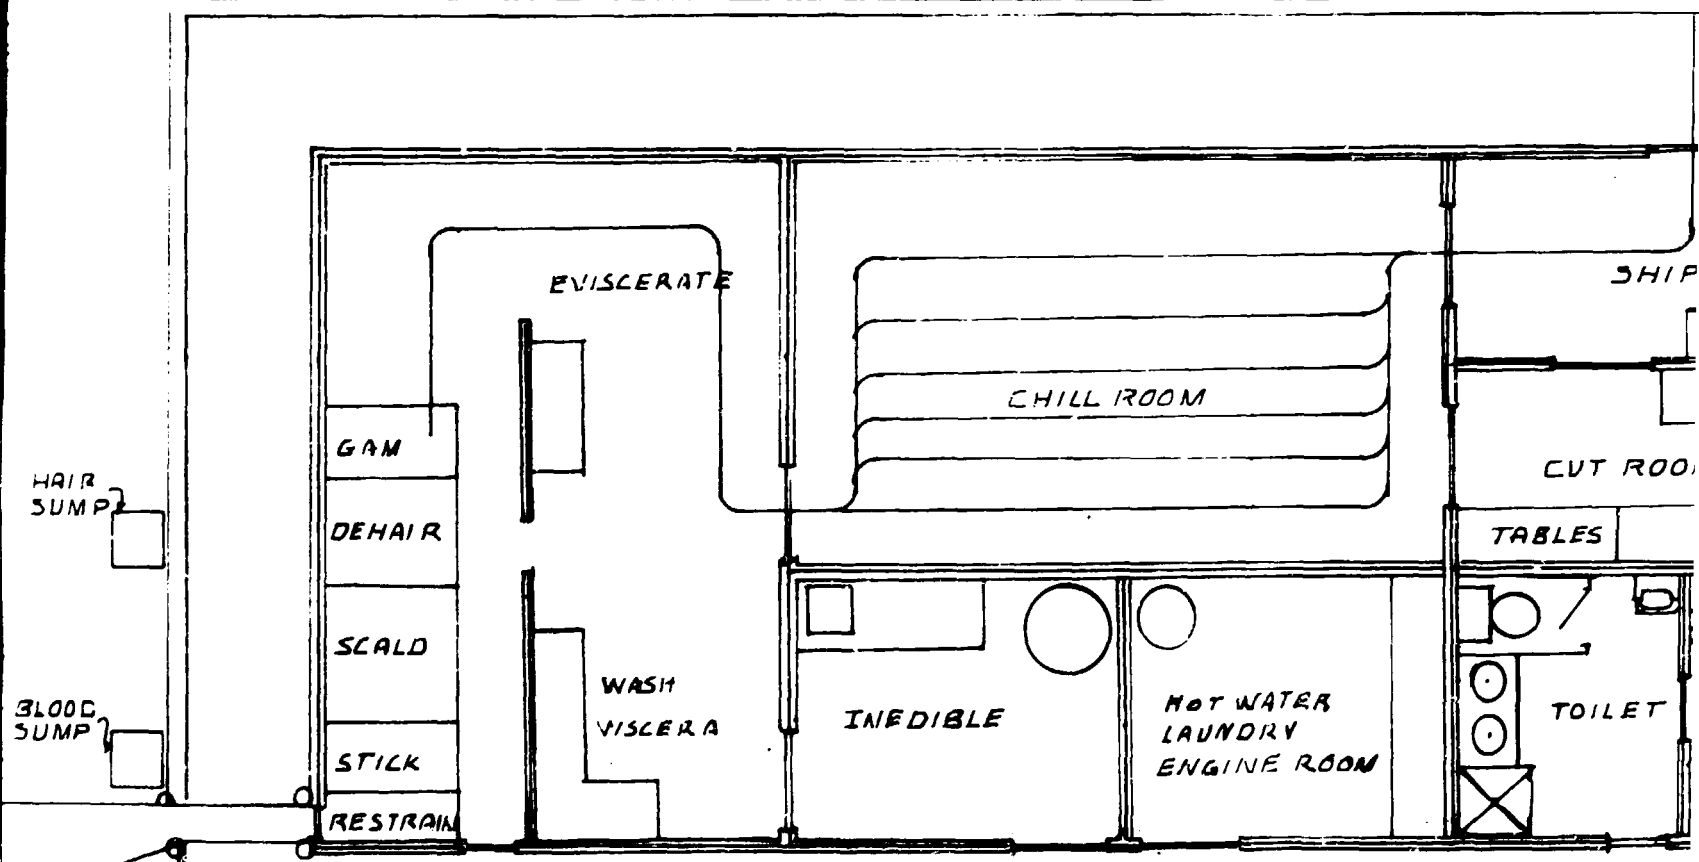 EVISCERATE
SHIP
CHILL ROOM
GAM
CUT ROO
HAIR
SUMP
DEHAIR
TABLES
SCALD
WASH
VISCERA
INEDIBLE
HOT WATER
LAUNDRY
ENGINE ROOM
TOILET
BLOOD
SUMP
STICK
RESTRAIN